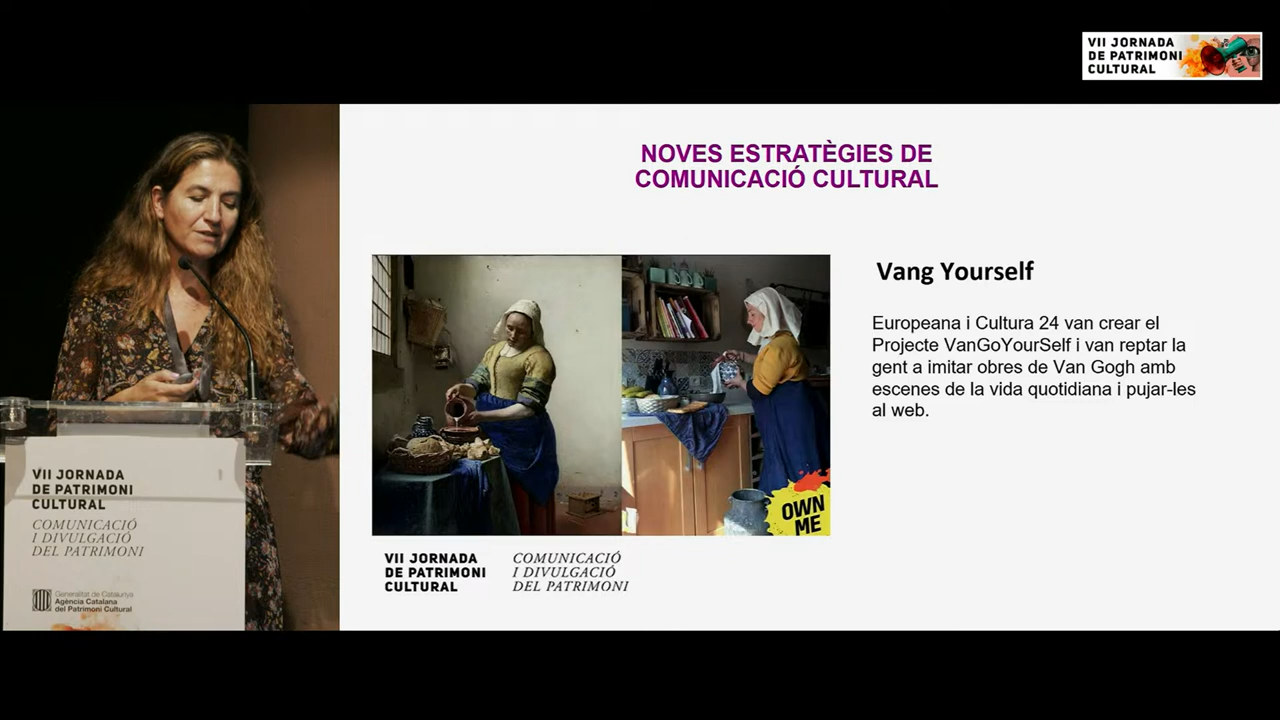 VII JORNADA
DE PATRIMONI
CULTURAL
NOVES ESTRATÈGIES DE
COMUNICACIÓ CULTURAL
Vang Yourself
Europeana i Cultura 24 van crear el
Projecte VanGoYourSelf i van reptar la
gent a imitar obres de Van Gogh amb
escenes de la vida quotidiana i pujar-les
al web.
OWN
ME
VII JORNADA
DE PATRIMONI
CULTURAL
COMUNICACIÓ
I DIVULGACIÓ
DEL PATRIMONI
VII JORNADA
DE PATRIMONI
CULTURAL
COMUNICACIÓ
I DIVULGACIÓ
DEL PATRIMONI
Generalitat de Catalunya
Agència Catalana
del Patrimoni Cultural